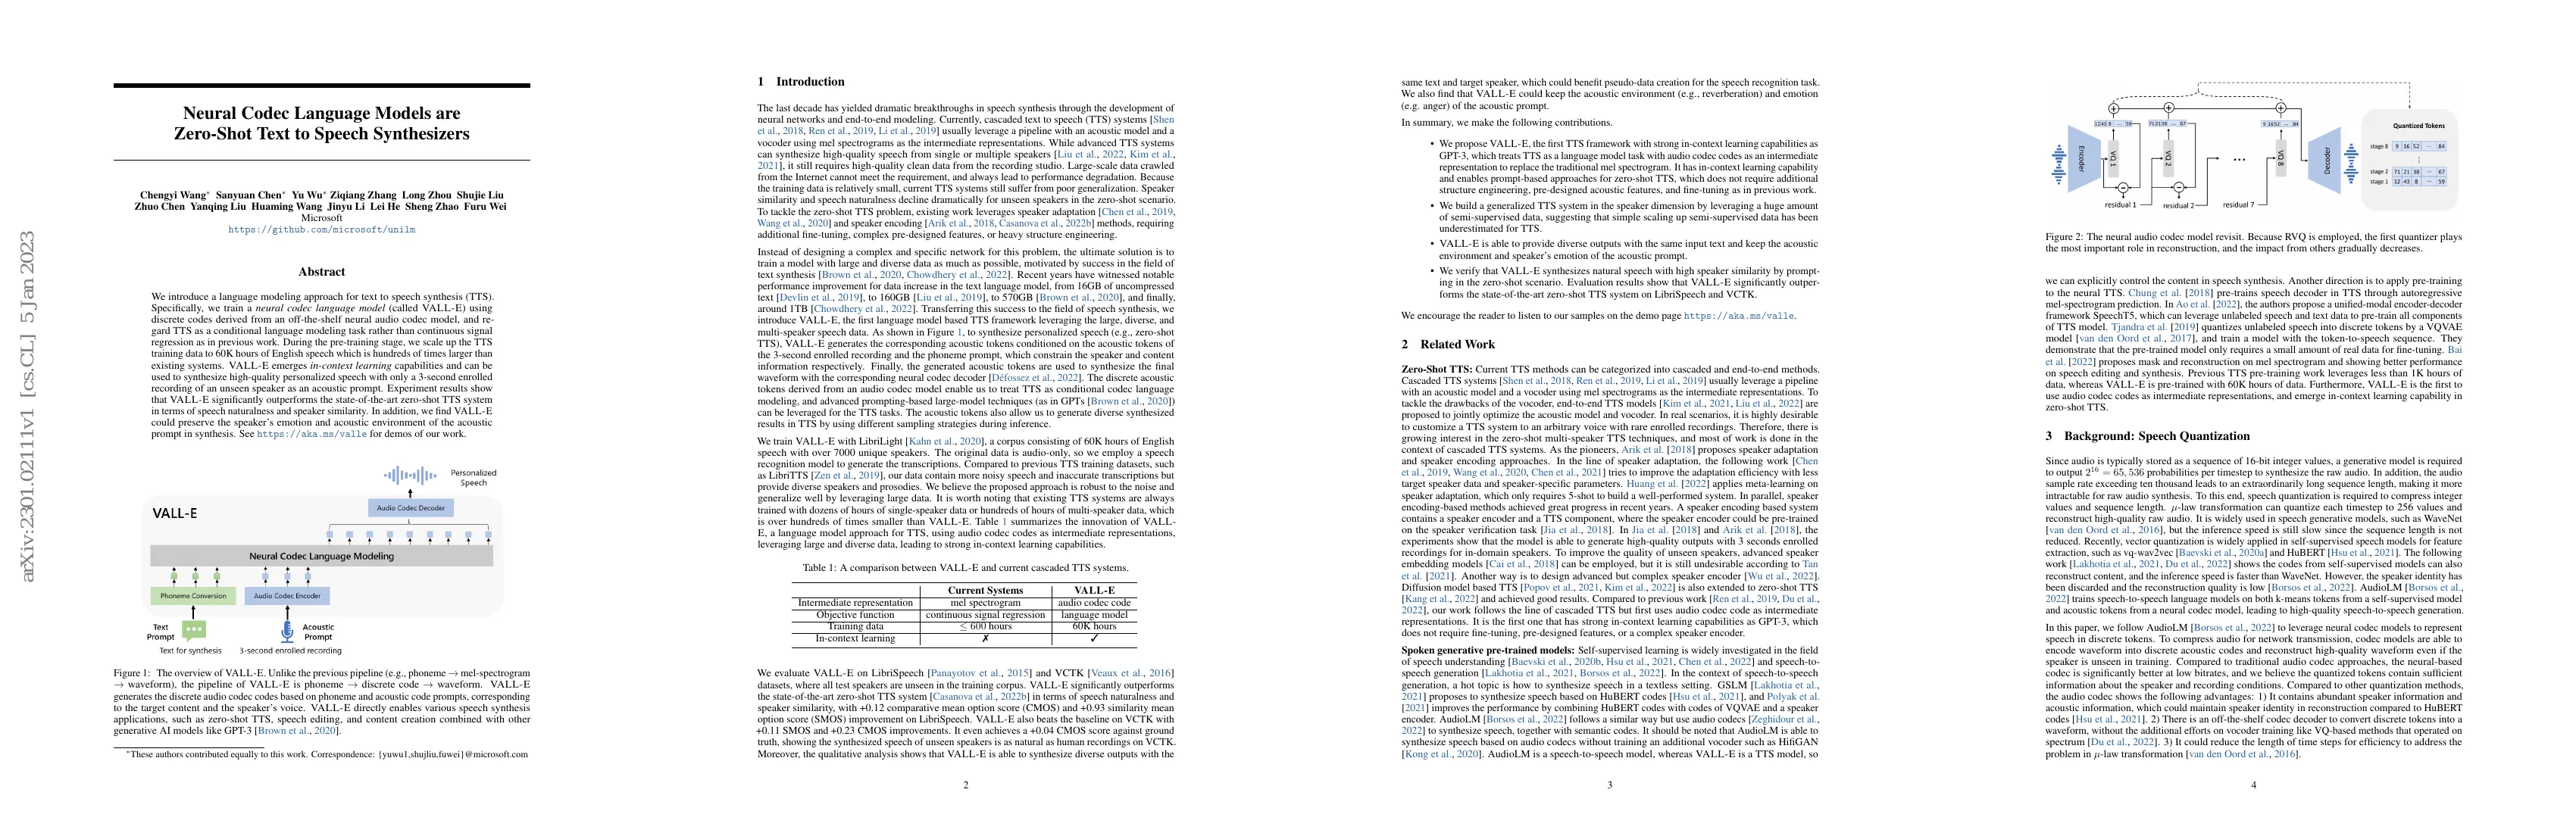 arXiv:2301.02111v1 [cs.CL] 5 Jan 2023
Neural Codec Language Models are
Zero-Shot Text to Speech Synthesizers
Chengyi Wang* Sanyuan Chen* Yu Wu* Ziqiang Zhang Long Zhou Shujie Liu
Zhuo Chen Yanqing Liu Huaming Wang Jinyu Li Lei He Sheng Zhao Furu Wei
Microsoft
https://github.com/microsoft/unilm
Abstract
We introduce a language modeling approach for text to speech synthesis (TTS).
Specifically, we train a neural codec language model (called VALL-E) using
discrete codes derived from an off-the-shelf neural audio codec model, and re-
gard TTS as a conditional language modeling task rather than continuous signal
regression as in previous work. During the pre-training stage, we scale up the TTS
training data to 60K hours of English speech which is hundreds of times larger than
existing systems. VALL-E emerges in-context learning capabilities and can be
used to synthesize high-quality personalized speech with only a 3-second enrolled
recording of an unseen speaker as an acoustic prompt. Experiment results show
that VALL-E significantly outperforms the state-of-the-art zero-shot TTS system
in terms of speech naturalness and speaker similarity. In addition, we find VALL-E
could preserve the speaker's emotion and acoustic environment of the acoustic
prompt in synthesis. See https://aka.ms/valle for demos of our work.
Personalized
Speech
Audio Codec Decoder
VALL-E
Neural Codec Language Modeling
Phoneme Conversion Audio Codec Encoder
Text
Prompt
Acoustic
Prompt
Text for synthesis 3-second enrolled recording
Figure 1: The overview of VALL-E. Unlike the previous pipeline (e.g., phoneme → mel-spectrogram
→ waveform), the pipeline of VALL-E is phoneme → discrete code → waveform. VALL-E
generates the discrete audio codec codes based on phoneme and acoustic code prompts, corresponding
to the target content and the speaker's voice. VALL-E directly enables various speech synthesis
applications, such as zero-shot TTS, speech editing, and content creation combined with other
generative AI models like GPT-3 [Brown et al., 2020].
*These authors contributed equally to this work. Correspondence: {yuwu1,shujliu,fuwei}@microsoft.com
1 Introduction
The last decade has yielded dramatic breakthroughs in speech synthesis through the development of
neural networks and end-to-end modeling. Currently, cascaded text to speech (TTS) systems [Shen
et al., 2018, Ren et al., 2019, Li et al., 2019] usually leverage a pipeline with an acoustic model and a
vocoder using mel spectrograms as the intermediate representations. While advanced TTS systems
can synthesize high-quality speech from single or multiple speakers [Liu et al., 2022, Kim et al.,
2021], it still requires high-quality clean data from the recording studio. Large-scale data crawled
from the Internet cannot meet the requirement, and always lead to performance degradation. Because
the training data is relatively small, current TTS systems still suffer from poor generalization. Speaker
similarity and speech naturalness decline dramatically for unseen speakers in the zero-shot scenario.
To tackle the zero-shot TTS problem, existing work leverages speaker adaptation [Chen et al., 2019,
Wang et al., 2020] and speaker encoding [Arik et al., 2018, Casanova et al., 2022b] methods, requiring
additional fine-tuning, complex pre-designed features, or heavy structure engineering.
Instead of designing a complex and specific network for this problem, the ultimate solution is to
train a model with large and diverse data as much as possible, motivated by success in the field of
text synthesis [Brown et al., 2020, Chowdhery et al., 2022]. Recent years have witnessed notable
performance improvement for data increase in the text language model, from 16GB of uncompressed
text [Devlin et al., 2019], to 160GB [Liu et al., 2019], to 570GB [Brown et al., 2020], and finally,
around 1TB [Chowdhery et al., 2022]. Transferring this success to the field of speech synthesis, we
introduce VALL-E, the first language model based TTS framework leveraging the large, diverse, and
multi-speaker speech data. As shown in Figure 1, to synthesize personalized speech (e.g., zero-shot
TTS), VALL-E generates the corresponding acoustic tokens conditioned on the acoustic tokens of
the 3-second enrolled recording and the phoneme prompt, which constrain the speaker and content
information respectively. Finally, the generated acoustic tokens are used to synthesize the final
waveform with the corresponding neural codec decoder [Défossez et al., 2022]. The discrete acoustic
tokens derived from an audio codec model enable us to treat TTS as conditional codec language
modeling, and advanced prompting-based large-model techniques (as in GPTs [Brown et al., 2020])
can be leveraged for the TTS tasks. The acoustic tokens also allow us to generate diverse synthesized
results in TTS by using different sampling strategies during inference.
We train VALL-E with LibriLight [Kahn et al., 2020], a corpus consisting of 60K hours of English
speech with over 7000 unique speakers. The original data is audio-only, so we employ a speech
recognition model to generate the transcriptions. Compared to previous TTS training datasets, such
as LibriTTS [Zen et al., 2019], our data contain more noisy speech and inaccurate transcriptions but
provide diverse speakers and prosodies. We believe the proposed approach is robust to the noise and
generalize well by leveraging large data. It is worth noting that existing TTS systems are always
trained with dozens of hours of single-speaker data or hundreds of hours of multi-speaker data, which
is over hundreds of times smaller than VALL-E. Table 1 summarizes the innovation of VALL-
E, a language model approach for TTS, using audio codec codes as intermediate representations,
leveraging large and diverse data, leading to strong in-context learning capabilities.
Table 1: A comparison between VALL-E and current cascaded TTS systems.
Current Systems VALL-E
Intermediate representation mel spectrogram audio codec code
Objective function continuous signal regression language model
Training data ≤ 600 hours 60K hours
In-context learning ✗ ✓
We evaluate VALL-E on LibriSpeech [Panayotov et al., 2015] and VCTK [Veaux et al., 2016]
datasets, where all test speakers are unseen in the training corpus. VALL-E significantly outperforms
the state-of-the-art zero-shot TTS system [Casanova et al., 2022b] in terms of speech naturalness and
speaker similarity, with +0.12 comparative mean option score (CMOS) and +0.93 similarity mean
option score (SMOS) improvement on LibriSpeech. VALL-E also beats the baseline on VCTK with
+0.11 SMOS and +0.23 CMOS improvements. It even achieves a +0.04 CMOS score against ground
truth, showing the synthesized speech of unseen speakers is as natural as human recordings on VCTK.
Moreover, the qualitative analysis shows that VALL-E is able to synthesize diverse outputs with the
2
same text and target speaker, which could benefit pseudo-data creation for the speech recognition task.
We also find that VALL-E could keep the acoustic environment (e.g., reverberation) and emotion
(e.g. anger) of the acoustic prompt.
In summary, we make the following contributions.
• We propose VALL-E, the first TTS framework with strong in-context learning capabilities as
GPT-3, which treats TTS as a language model task with audio codec codes as an intermediate
representation to replace the traditional mel spectrogram. It has in-context learning capability
and enables prompt-based approaches for zero-shot TTS, which does not require additional
structure engineering, pre-designed acoustic features, and fine-tuning as in previous work.
• We build a generalized TTS system in the speaker dimension by leveraging a huge amount
of semi-supervised data, suggesting that simple scaling up semi-supervised data has been
underestimated for TTS.
• VALL-E is able to provide diverse outputs with the same input text and keep the acoustic
environment and speaker's emotion of the acoustic prompt.
• We verify that VALL-E synthesizes natural speech with high speaker similarity by prompt-
ing in the zero-shot scenario. Evaluation results show that VALL-E significantly outper-
forms the state-of-the-art zero-shot TTS system on LibriSpeech and VCTK.
We encourage the reader to listen to our samples on the demo page https://aka.ms/valle.
2 Related Work
Zero-Shot TTS: Current TTS methods can be categorized into cascaded and end-to-end methods.
Cascaded TTS systems [Shen et al., 2018, Ren et al., 2019, Li et al., 2019] usually leverage a pipeline
with an acoustic model and a vocoder using mel spectrograms as the intermediate representations. To
tackle the drawbacks of the vocoder, end-to-end TTS models [Kim et al., 2021, Liu et al., 2022] are
proposed to jointly optimize the acoustic model and vocoder. In real scenarios, it is highly desirable
to customize a TTS system to an arbitrary voice with rare enrolled recordings. Therefore, there is
growing interest in the zero-shot multi-speaker TTS techniques, and most of work is done in the
context of cascaded TTS systems. As the pioneers, Arik et al. [2018] proposes speaker adaptation
and speaker encoding approaches. In the line of speaker adaptation, the following work [Chen
et al., 2019, Wang et al., 2020, Chen et al., 2021] tries to improve the adaptation efficiency with less
target speaker data and speaker-specific parameters. Huang et al. [2022] applies meta-learning on
speaker adaptation, which only requires 5-shot to build a well-performed system. In parallel, speaker
encoding-based methods achieved great progress in recent years. A speaker encoding based system
contains a speaker encoder and a TTS component, where the speaker encoder could be pre-trained
on the speaker verification task [Jia et al., 2018]. In Jia et al. [2018] and Arik et al. [2018], the
experiments show that the model is able to generate high-quality outputs with 3 seconds enrolled
recordings for in-domain speakers. To improve the quality of unseen speakers, advanced speaker
embedding models [Cai et al., 2018] can be employed, but it is still undesirable according to Tan
et al. [2021]. Another way is to design advanced but complex speaker encoder [Wu et al., 2022].
Diffusion model based TTS [Popov et al., 2021, Kim et al., 2022] is also extended to zero-shot TTS
[Kang et al., 2022] and achieved good results. Compared to previous work [Ren et al., 2019, Du et al.,
2022], our work follows the line of cascaded TTS but first uses audio codec code as intermediate
representations. It is the first one that has strong in-context learning capabilities as GPT-3, which
does not require fine-tuning, pre-designed features, or a complex speaker encoder.
Spoken generative pre-trained models: Self-supervised learning is widely investigated in the field
of speech understanding [Baevski et al., 2020b, Hsu et al., 2021, Chen et al., 2022] and speech-to-
speech generation [Lakhotia et al., 2021, Borsos et al., 2022]. In the context of speech-to-speech
generation, a hot topic is how to synthesize speech in a textless setting. GSLM [Lakhotia et al.,
2021] proposes to synthesize speech based on HuBERT codes [Hsu et al., 2021], and Polyak et al.
[2021] improves the performance by combining HuBERT codes with codes of VQVAE and a speaker
encoder. AudioLM [Borsos et al., 2022] follows a similar way but use audio codecs [Zeghidour et al.,
2022] to synthesize speech, together with semantic codes. It should be noted that AudioLM is able to
synthesize speech based on audio codecs without training an additional vocoder such as HifiGAN
[Kong et al., 2020]. AudioLM is a speech-to-speech model, whereas VALL-E is a TTS model, so
3
Encoder
VQ 1
VQ 2
VQ 8
Decoder
...
residual 1 residual 2 residual 7
Quantized Tokens
stage 8 9 16 52 ... 84
stage 2 71 21 38 ... 67
stage 1 12 43 8 ... 59
Figure 2: The neural audio codec model revisit. Because RVQ is employed, the first quantizer plays
the most important role in reconstruction, and the impact from others gradually decreases.
we can explicitly control the content in speech synthesis. Another direction is to apply pre-training
to the neural TTS. Chung et al. [2018] pre-trains speech decoder in TTS through autoregressive
mel-spectrogram prediction. In Ao et al. [2022], the authors propose a unified-modal encoder-decoder
framework SpeechT5, which can leverage unlabeled speech and text data to pre-train all components
of TTS model. Tjandra et al. [2019] quantizes unlabeled speech into discrete tokens by a VQVAE
model [van den Oord et al., 2017], and train a model with the token-to-speech sequence. They
demonstrate that the pre-trained model only requires a small amount of real data for fine-tuning. Bai
et al. [2022] proposes mask and reconstruction on mel spectrogram and showing better performance
on speech editing and synthesis. Previous TTS pre-training work leverages less than 1K hours of
data, whereas VALL-E is pre-trained with 60K hours of data. Furthermore, VALL-E is the first to
use audio codec codes as intermediate representations, and emerge in-context learning capability in
zero-shot TTS.
3 Background: Speech Quantization
Since audio is typically stored as a sequence of 16-bit integer values, a generative model is required
to output 2¹⁶ = 65,536 probabilities per timestep to synthesize the raw audio. In addition, the audio
sample rate exceeding ten thousand leads to an extraordinarily long sequence length, making it more
intractable for raw audio synthesis. To this end, speech quantization is required to compress integer
values and sequence length. μ-law transformation can quantize each timestep to 256 values and
reconstruct high-quality raw audio. It is widely used in speech generative models, such as WaveNet
[van den Oord et al., 2016], but the inference speed is still slow since the sequence length is not
reduced. Recently, vector quantization is widely applied in self-supervised speech models for feature
extraction, such as vq-wav2vec [Baevski et al., 2020a] and HuBERT [Hsu et al., 2021]. The following
work [Lakhotia et al., 2021, Du et al., 2022] shows the codes from self-supervised models can also
reconstruct content, and the inference speed is faster than WaveNet. However, the speaker identity has
been discarded and the reconstruction quality is low [Borsos et al., 2022]. AudioLM [Borsos et al.,
2022] trains speech-to-speech language models on both k-means tokens from a self-supervised model
and acoustic tokens from a neural codec model, leading to high-quality speech-to-speech generation.
In this paper, we follow AudioLM [Borsos et al., 2022] to leverage neural codec models to represent
speech in discrete tokens. To compress audio for network transmission, codec models are able to
encode waveform into discrete acoustic codes and reconstruct high-quality waveform even if the
speaker is unseen in training. Compared to traditional audio codec approaches, the neural-based
codec is significantly better at low bitrates, and we believe the quantized tokens contain sufficient
information about the speaker and recording conditions. Compared to other quantization methods,
the audio codec shows the following advantages: 1) It contains abundant speaker information and
acoustic information, which could maintain speaker identity in reconstruction compared to HuBERT
codes [Hsu et al., 2021]. 2) There is an off-the-shelf codec decoder to convert discrete tokens into a
waveform, without the additional efforts on vocoder training like VQ-based methods that operated on
spectrum [Du et al., 2022]. 3) It could reduce the length of time steps for efficiency to address the
problem in μ-law transformation [van den Oord et al., 2016].
4